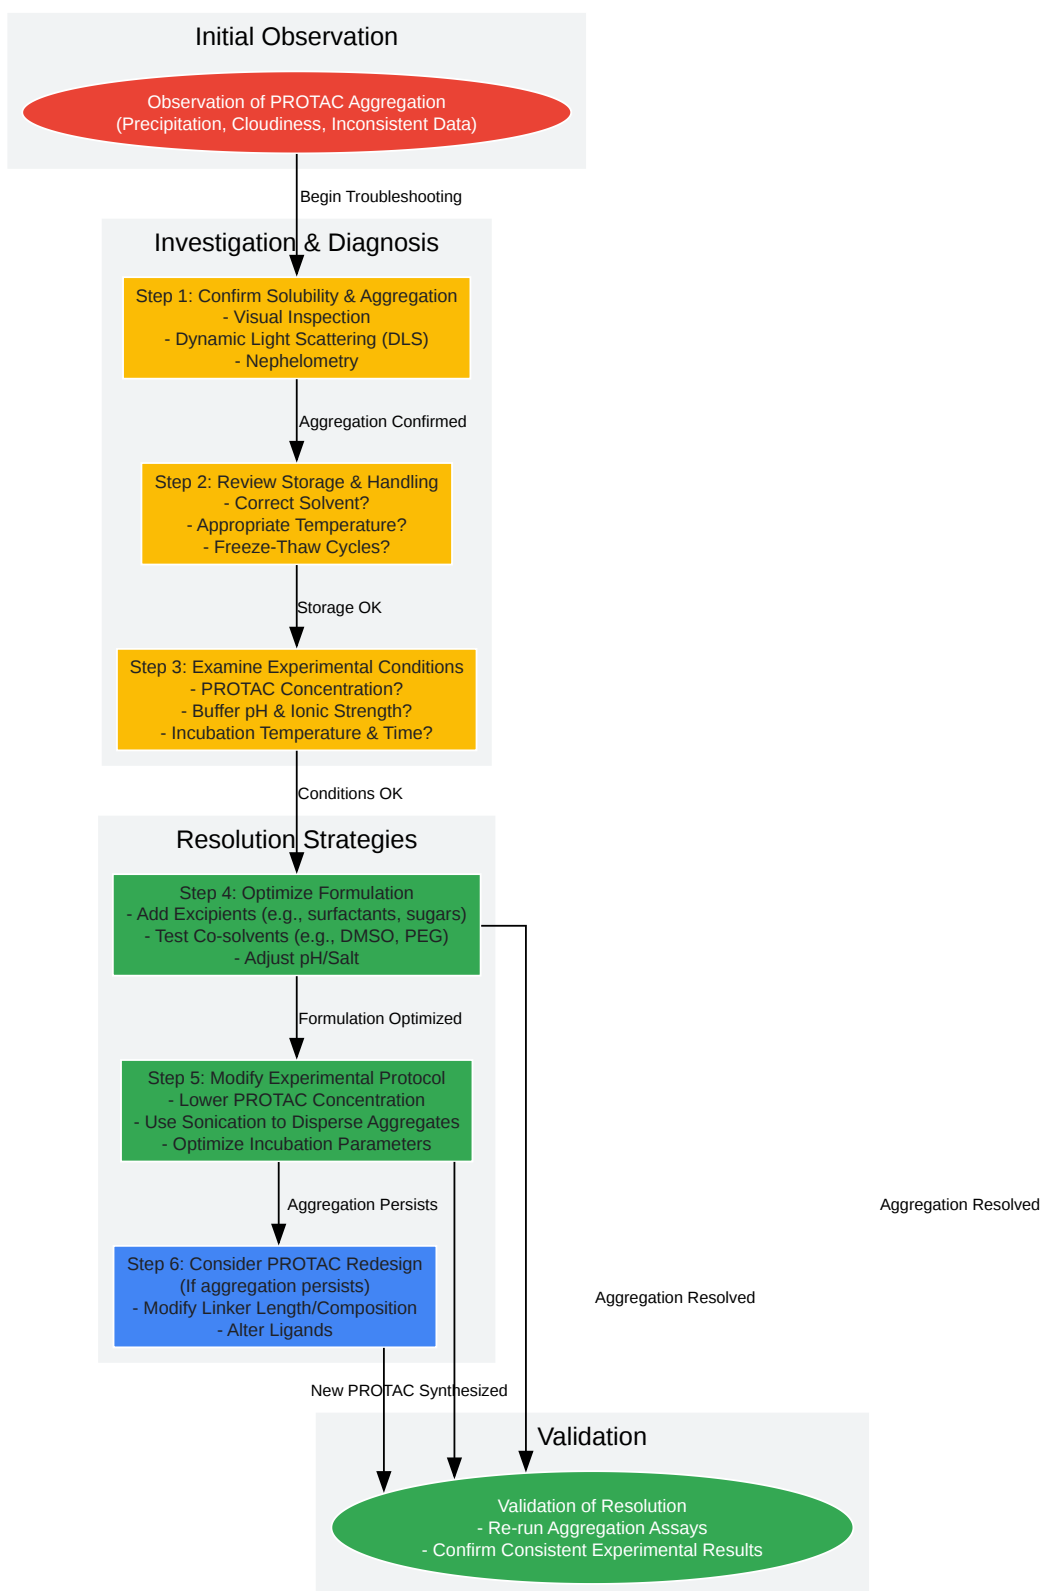 Initial Observation
Observation of PROTAC Aggregation
(Precipitation, Cloudiness, Inconsistent Data)
Begin Troubleshooting
Investigation & Diagnosis
Step 1: Confirm Solubility & Aggregation
- Visual Inspection
- Dynamic Light Scattering (DLS)
- Nephelometry
Aggregation Confirmed
Step 2: Review Storage & Handling
- Correct Solvent?
- Appropriate Temperature?
- Freeze-Thaw Cycles?
Storage OK
Step 3: Examine Experimental Conditions
- PROTAC Concentration?
- Buffer pH & Ionic Strength?
- Incubation Temperature & Time?
Conditions OK
Resolution Strategies
Step 4: Optimize Formulation
- Add Excipients (e.g., surfactants, sugars)
- Test Co-solvents (e.g., DMSO, PEG)
- Adjust pH/Salt
Formulation Optimized
Step 5: Modify Experimental Protocol
- Lower PROTAC Concentration
- Use Sonication to Disperse Aggregates
- Optimize Incubation Parameters
Aggregation Persists
Aggregation Resolved
Step 6: Consider PROTAC Redesign
(If aggregation persists)
- Modify Linker Length/Composition
- Alter Ligands
Aggregation Resolved
New PROTAC Synthesized
Validation
Validation of Resolution
- Re-run Aggregation Assays
- Confirm Consistent Experimental Results